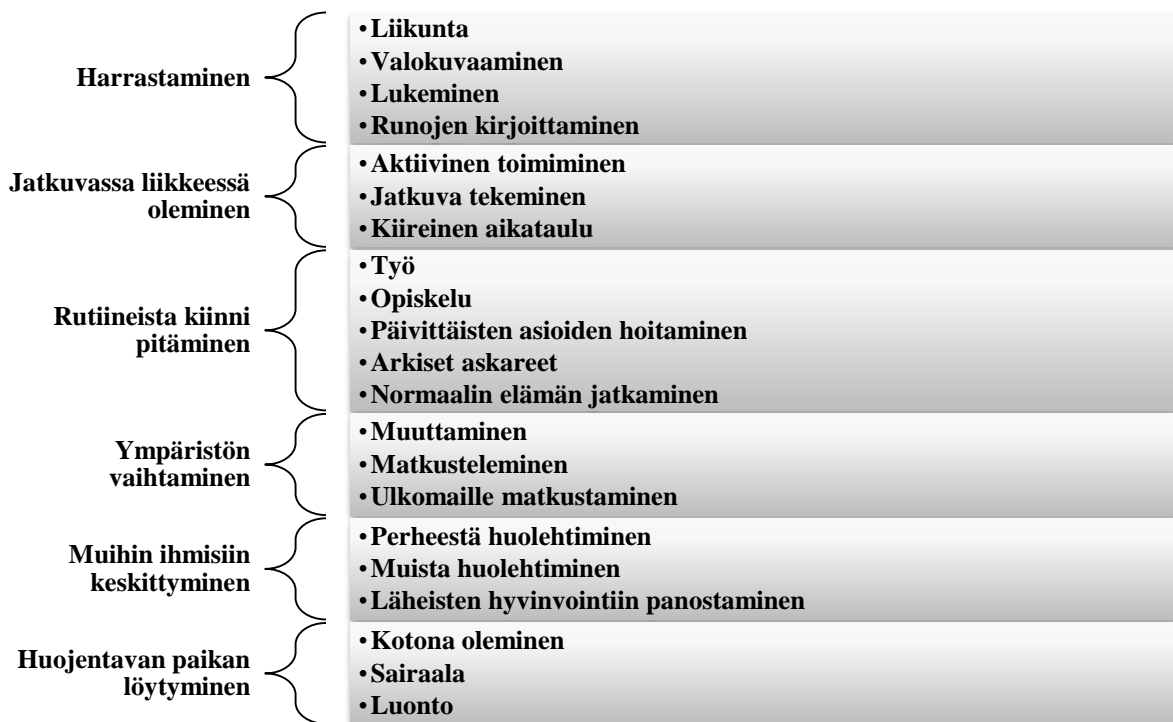 Harrastaminen
•Liikunta
•Valokuvaaminen
•Lukeminen
•Runojen kirjoittaminen
Jatkuvassa liikkeessä
oleminen
•Aktiivinen toimiminen
•Jatkuva tekeminen
•Kiireinen aikataulu
Rutiineista kiinni
pitäminen
•Työ
•Opiskelu
•Päivittäisten asioiden hoitaminen
•Arkiset askareet
•Normaalin elämän jatkaminen
Ympäristön
vaihtaminen
•Muuttaminen
•Matkusteleminen
•Ulkomaille matkustaminen
Muihin ihmisiin
keskittyminen
•Perheestä huolehtiminen
•Muista huolehtiminen
•Läheisten hyvinvointiin panostaminen
Huojentavan paikan
löytyminen
•Kotona oleminen
•Sairaala
•Luonto